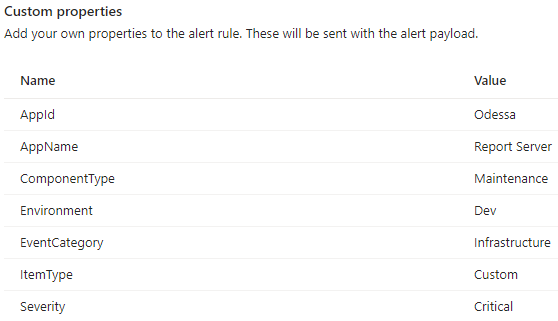 Custom properties
Add your own properties to the alert rule. These will be sent with the alert payload.
Name Value
AppId Odessa
AppName Report Server
ComponentType Maintenance
Environment Dev
EventCategory Infrastructure
ItemType Custom
Severity Critical